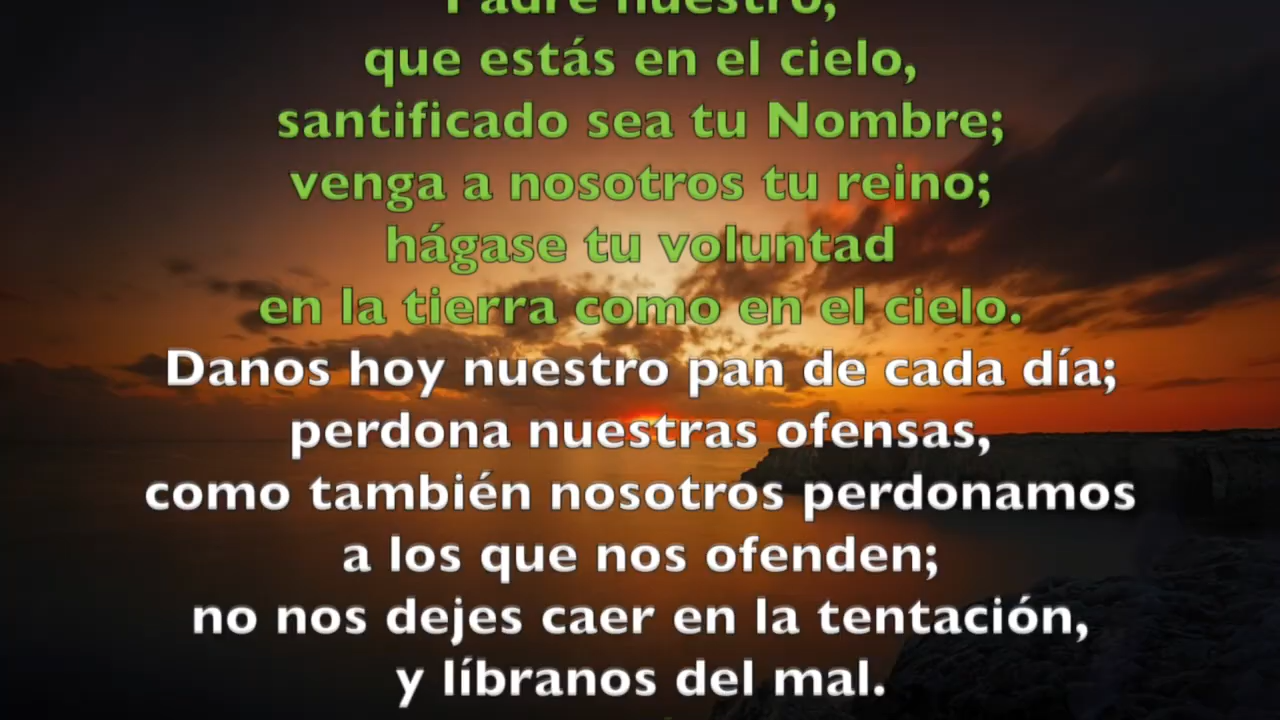 Padre nuestro,
que estás en el cielo,
santificado sea tu Nombre;
venga a nosotros tu reino;
hágase tu voluntad
en la tierra como en el cielo.
Danos hoy nuestro pan de cada día;
perdona nuestras ofensas,
como también nosotros perdonamos
a los que nos ofenden;
no nos dejes caer en la tentación,
y líbranos del mal.